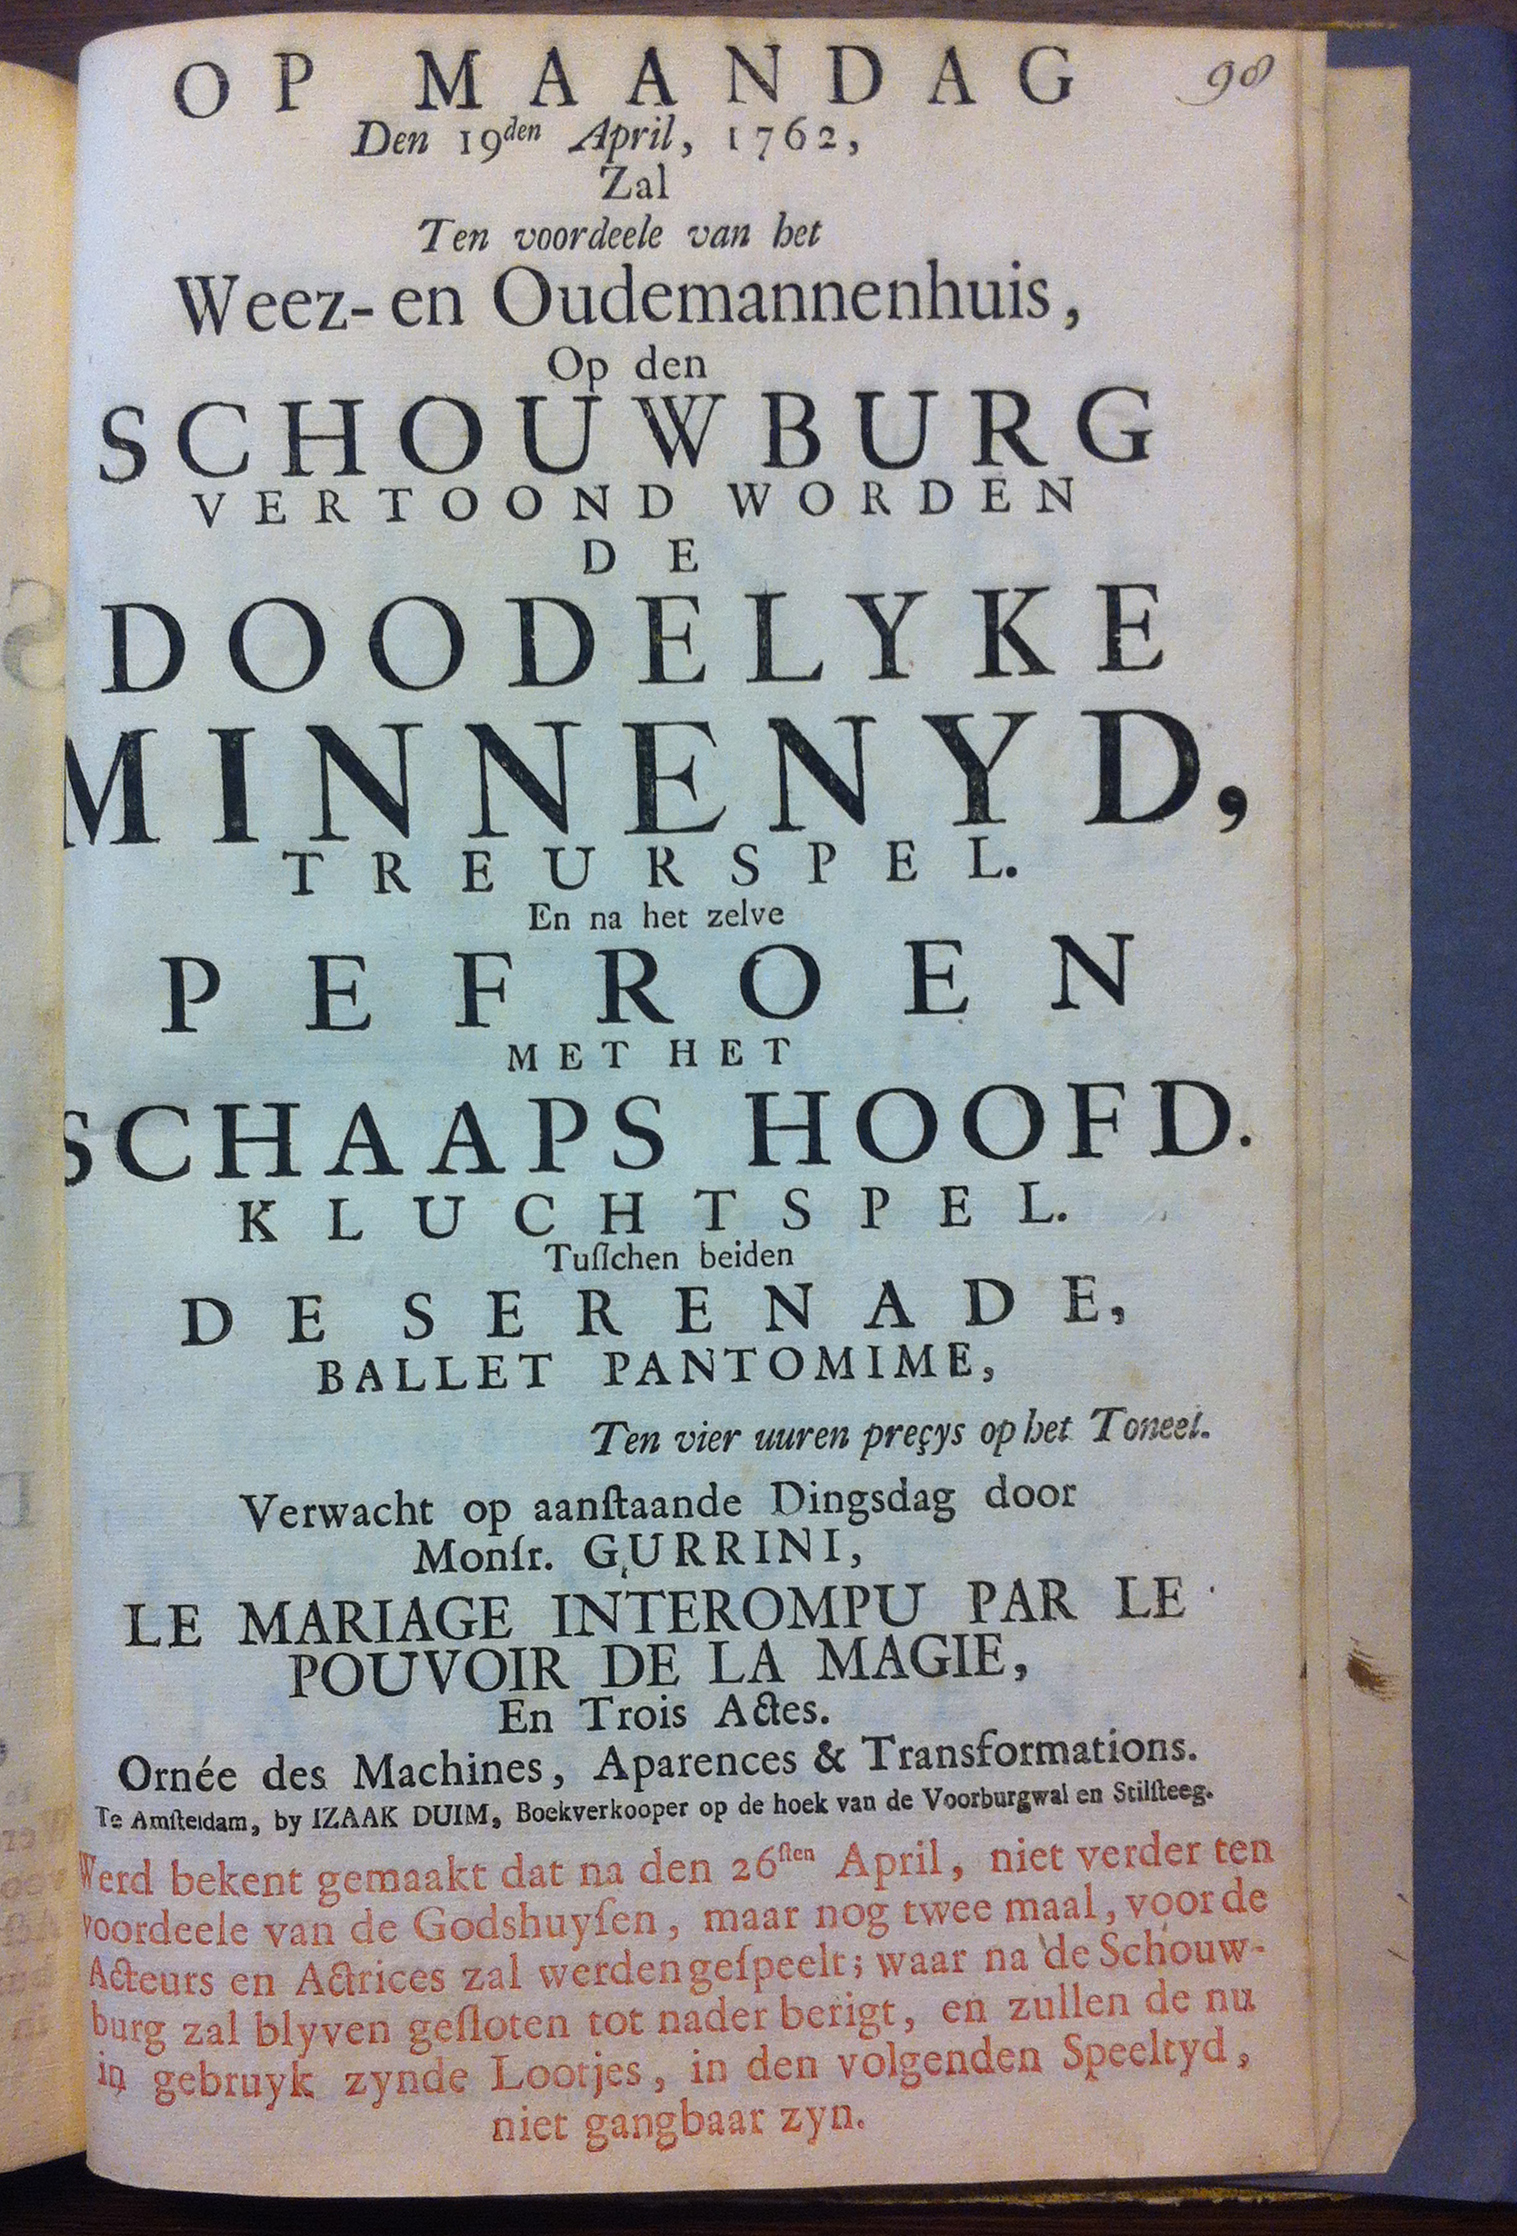 98
OP MAANDAG
Den 19den April, 1762,
Zal
Ten voordeele van het
Weez- en Oudemannenhuis,
Op den
SCHOUWBURG
VERTOOND WORDEN
DE
DOODELYKE
MINNENYD,
TREURSPEL.
En na het zelve
PEFROEN
MET HET
SCHAAPS HOOFD.
KLUCHTSPEL.
Tuſſchen beiden
DE SERENADE,
BALLET PANTOMIME,
Ten vier uuren preçys op het Toneel.
Verwacht op aanſtaande Dingsdag door
Monſr. GURRINI,
LE MARIAGE INTEROMPU PAR LE
POUVOIR DE LA MAGIE,
En Trois Actes.
Ornée des Machines, Aparences & Transformations.
Te Amſteldam, by IZAAK DUIM, Boekverkooper op de hoek van de Voorburgwal en Stilſteeg.
Werd bekent gemaakt dat na den 26ſten April, niet verder ten
voordeele van de Godshuyſen, maar nog twee maal, voor de
Acteurs en Actrices zal werden geſpeelt; waar na de Schouw-
burg zal blyven geſloten tot nader berigt, en zullen de nu
in gebruyk zynde Lootjes, in den volgenden Speeltyd,
niet gangbaar zyn.